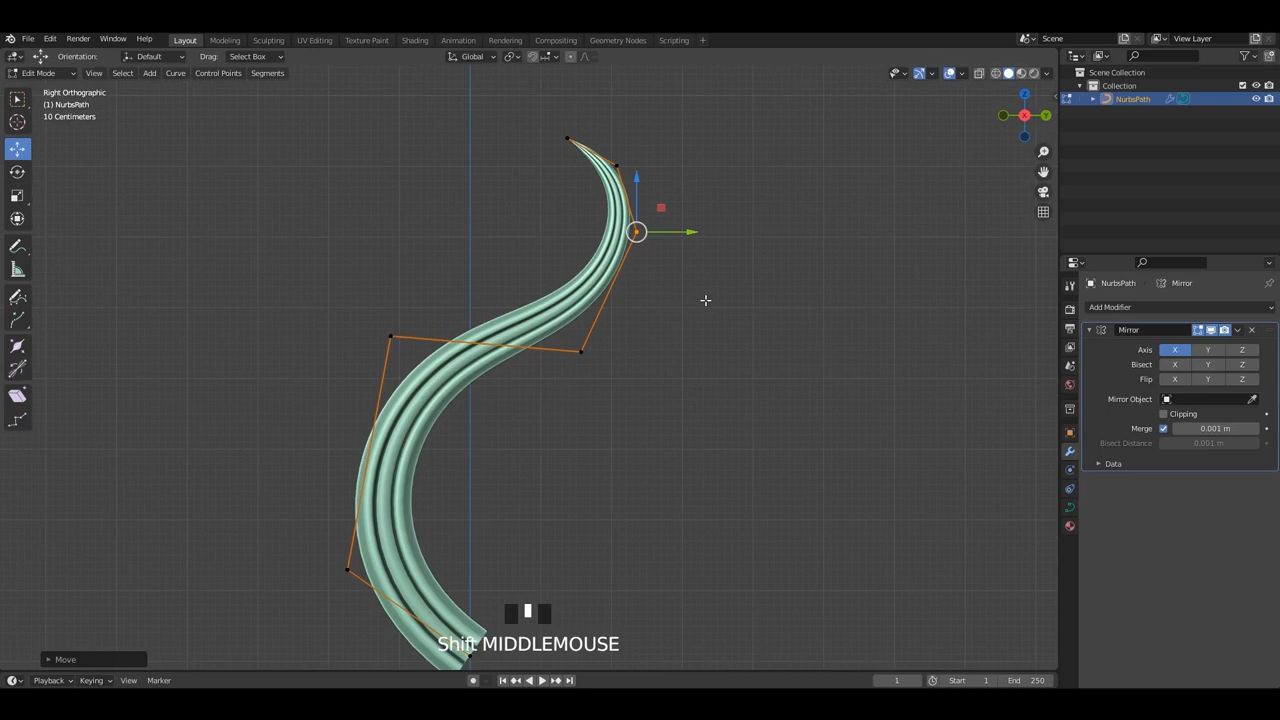 File Edit Render Window Help Layout Modeling Sculpting UV Editing Texture Paint Shading Animation Rendering Compositing Geometry Nodes Scripting + Scene View Layer
Orientation: Default Drag: Select Box Global
Edit Mode View Select Add Curve Control Points Segments
Right Orthographic
(1) NurbsPath
10 Centimeters
Z
X
Y
Scene Collection
Collection
NurbsPath
NurbsPath Mirror
Add Modifier
Mirror
Axis X Y Z
Bisect X Y Z
Flip X Y Z
Mirror Object
Clipping
Merge 0.001 m
Bisect Distance 0.001 m
Data
Shift MIDDLEMOUSE
Move
Playback Keying View Marker 1 Start 1 End 250